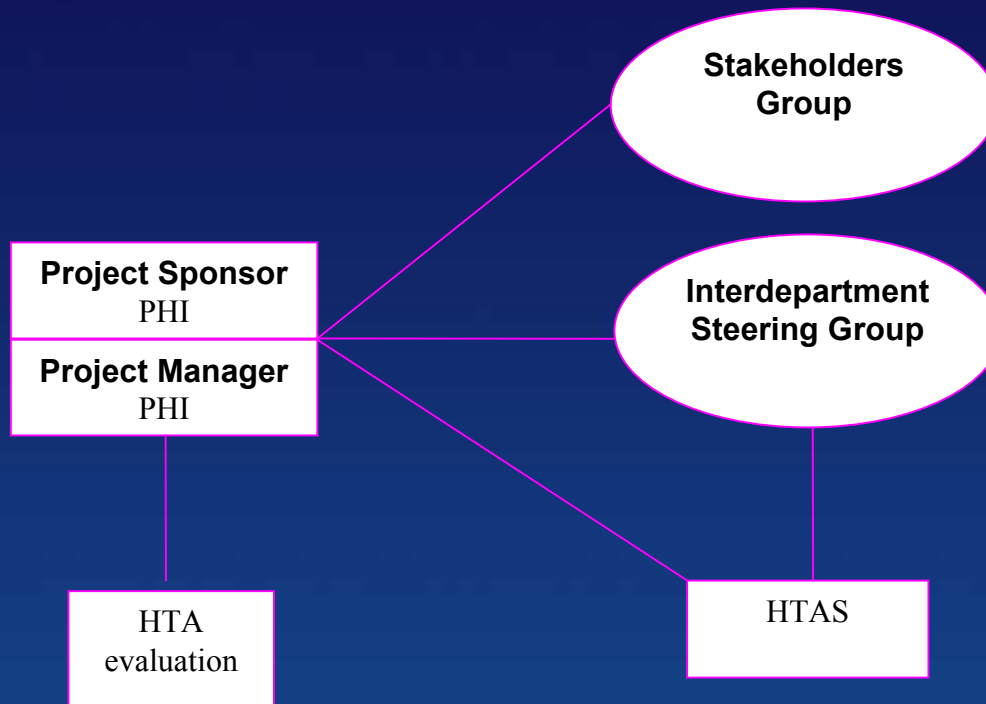 Stakeholders
Group
Project Sponsor
PHI
Project Manager
PHI
Interdepartment
Steering Group
HTA
evaluation
HTAS